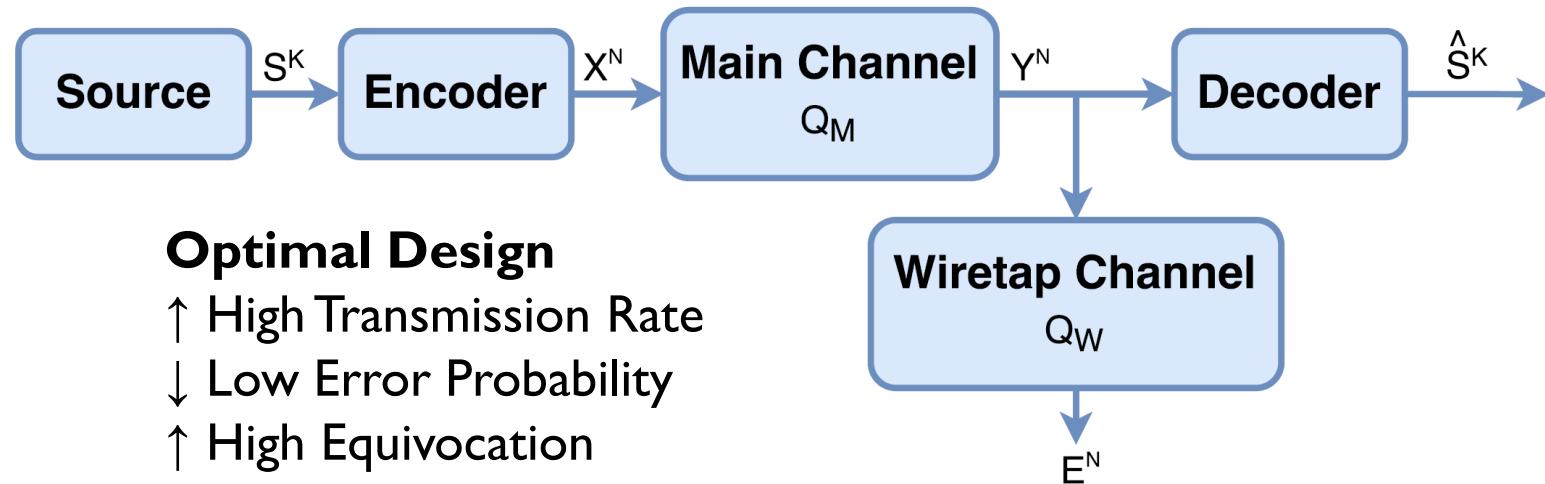 Source
S^K
Encoder
X^N
Main Channel
Q_M
Y^N
Decoder
Ŝ^K
Optimal Design
↑ High Transmission Rate
↓ Low Error Probability
↑ High Equivocation
Wiretap Channel
Q_W
E^N